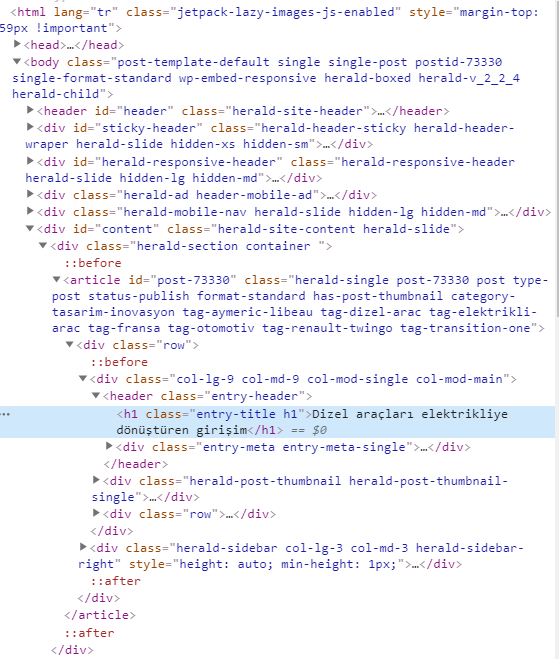 <html lang="tr" class="jetpack-lazy-images-js-enabled" style="margin-top:
59px !important">
<head>…</head>
<body class="post-template-default single single-post postid-73330
single-format-standard wp-embed-responsive herald-boxed herald-v_2_2_4
herald-child">
<header id="header" class="herald-site-header">…</header>
<div id="sticky-header" class="herald-header-sticky herald-header-
wraper herald-slide hidden-xs hidden-sm">…</div>
<div id="herald-responsive-header" class="herald-responsive-header
herald-slide hidden-lg hidden-md">…</div>
<div class="herald-ad header-mobile-ad">…</div>
<div class="herald-mobile-nav herald-slide hidden-lg hidden-md">…</div>
<div id="content" class="herald-site-content herald-slide">
<div class="herald-section container ">
::before
<article id="post-73330" class="herald-single post-73330 post type-
post status-publish format-standard has-post-thumbnail category-
tasarim-inovasyon tag-aymeric-libeau tag-dizel-arac tag-elektrikli-
arac tag-fransa tag-otomotiv tag-renault-twingo tag-transition-one">
<div class="row">
::before
<div class="col-lg-9 col-md-9 col-mod-single col-mod-main">
<header class="entry-header">
… <h1 class="entry-title h1">Dizel araçları elektrikliye
dönüştüren girişim</h1> == $0
<div class="entry-meta entry-meta-single">…</div>
</header>
<div class="herald-post-thumbnail herald-post-thumbnail-
single">…</div>
<div class="row">…</div>
</div>
<div class="herald-sidebar col-lg-3 col-md-3 herald-sidebar-
right" style="height: auto; min-height: 1px;">…</div>
::after
</div>
</article>
::after
</div>